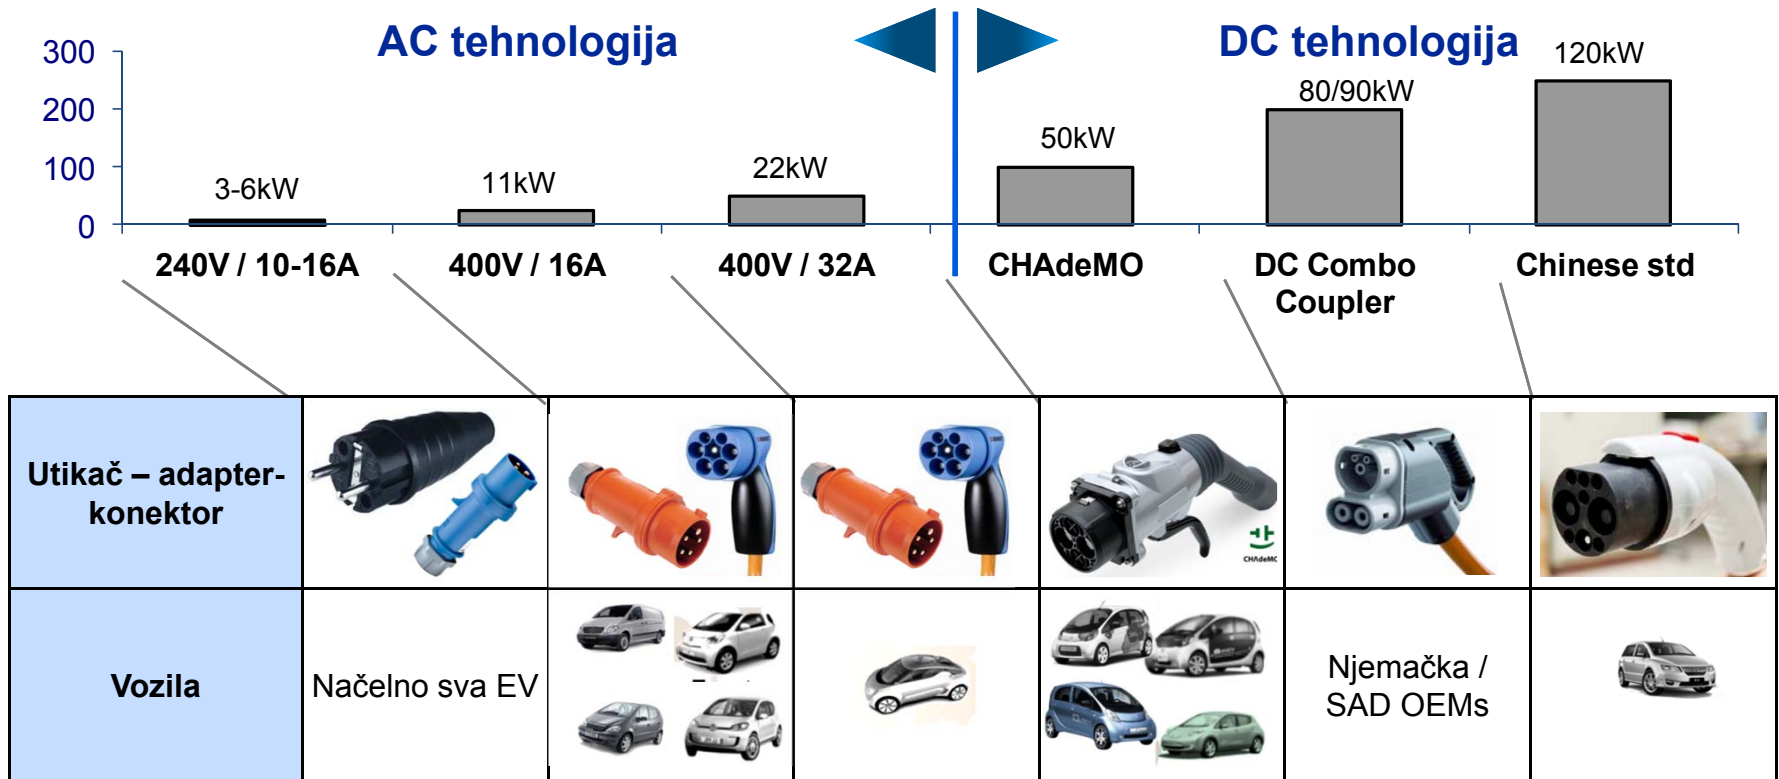 AC tehnologija
DC tehnologija
300
200
100
0
3-6kW
11kW
22kW
50kW
80/90kW
120kW
240V / 10-16A
400V / 16A
400V / 32A
CHAdeMO
DC Combo
Coupler
Chinese std
Utikač – adapter-
konektor
CHAdeMO
Vozila
Načelno sva EV
Njemačka /
SAD OEMs